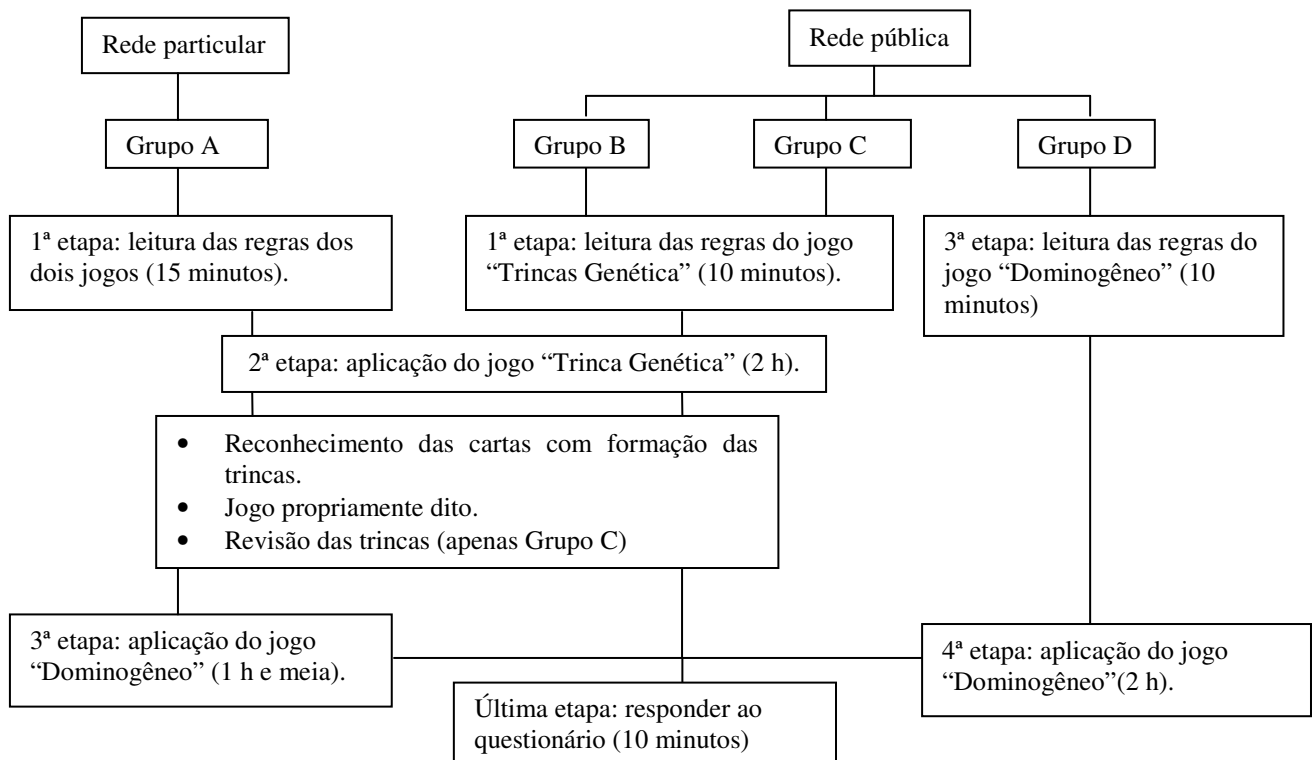 Rede particular
Rede pública
Grupo A
Grupo B
Grupo C
Grupo D
1ª etapa: leitura das regras dos
dois jogos (15 minutos).
1ª etapa: leitura das regras do jogo
“Trincas Genética” (10 minutos).
3ª etapa: leitura das regras do
jogo “Dominogêneo” (10
minutos)
2ª etapa: aplicação do jogo “Trinca Genética” (2 h).
• Reconhecimento das cartas com formação das
trincas.
• Jogo propriamente dito.
• Revisão das trincas (apenas Grupo C)
3ª etapa: aplicação do jogo
“Dominogêneo” (1 h e meia).
4ª etapa: aplicação do jogo
“Dominogêneo”(2 h).
Última etapa: responder ao
questionário (10 minutos)